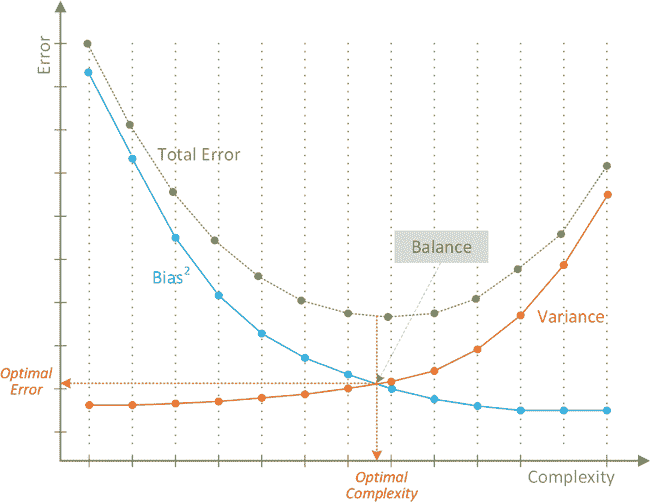 Error
Total Error
Balance
Bias²
Variance
Optimal
Error
Optimal
Complexity
Complexity